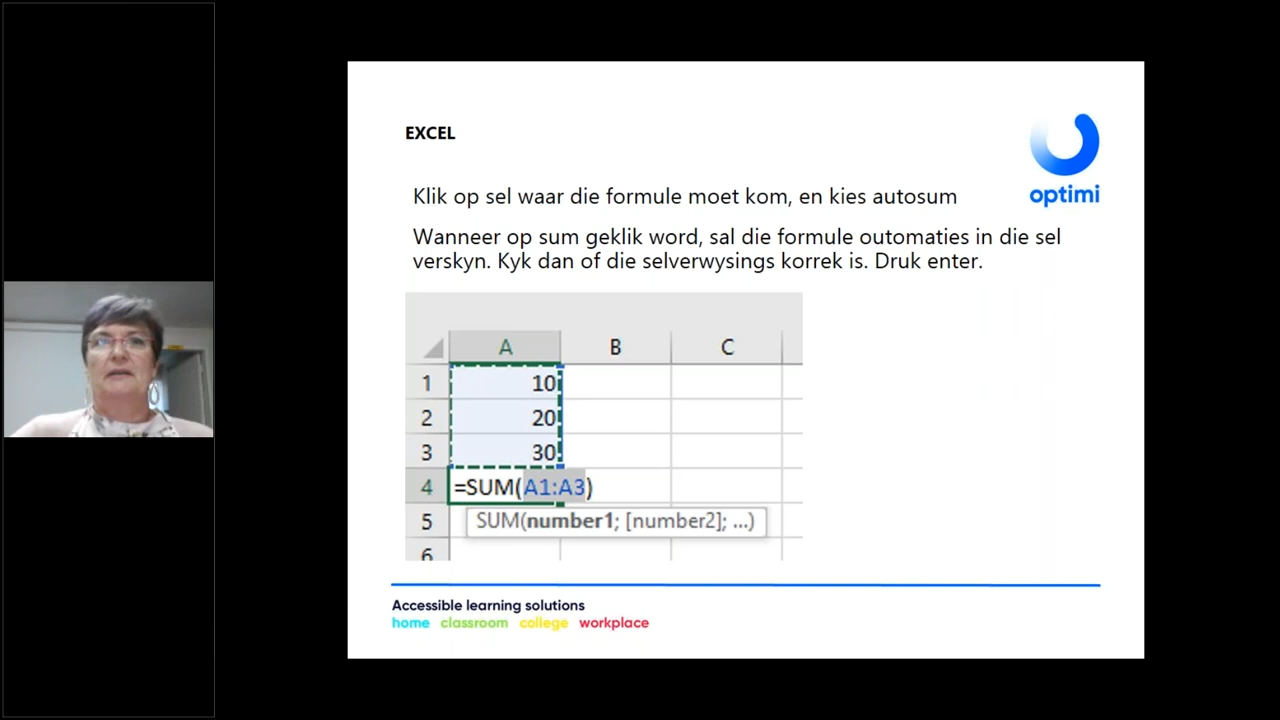 EXCEL
optimi
Klik op sel waar die formule moet kom, en kies autosum
Wanneer op sum geklik word, sal die formule outomaties in die sel
verskyn. Kyk dan of die selverwysings korrek is. Druk enter.
A B C
1 10
2 20
3 30
4 =SUM(A1:A3)
5 SUM(number1; [number2]; ...)
6
Accessible learning solutions
home classroom college workplace